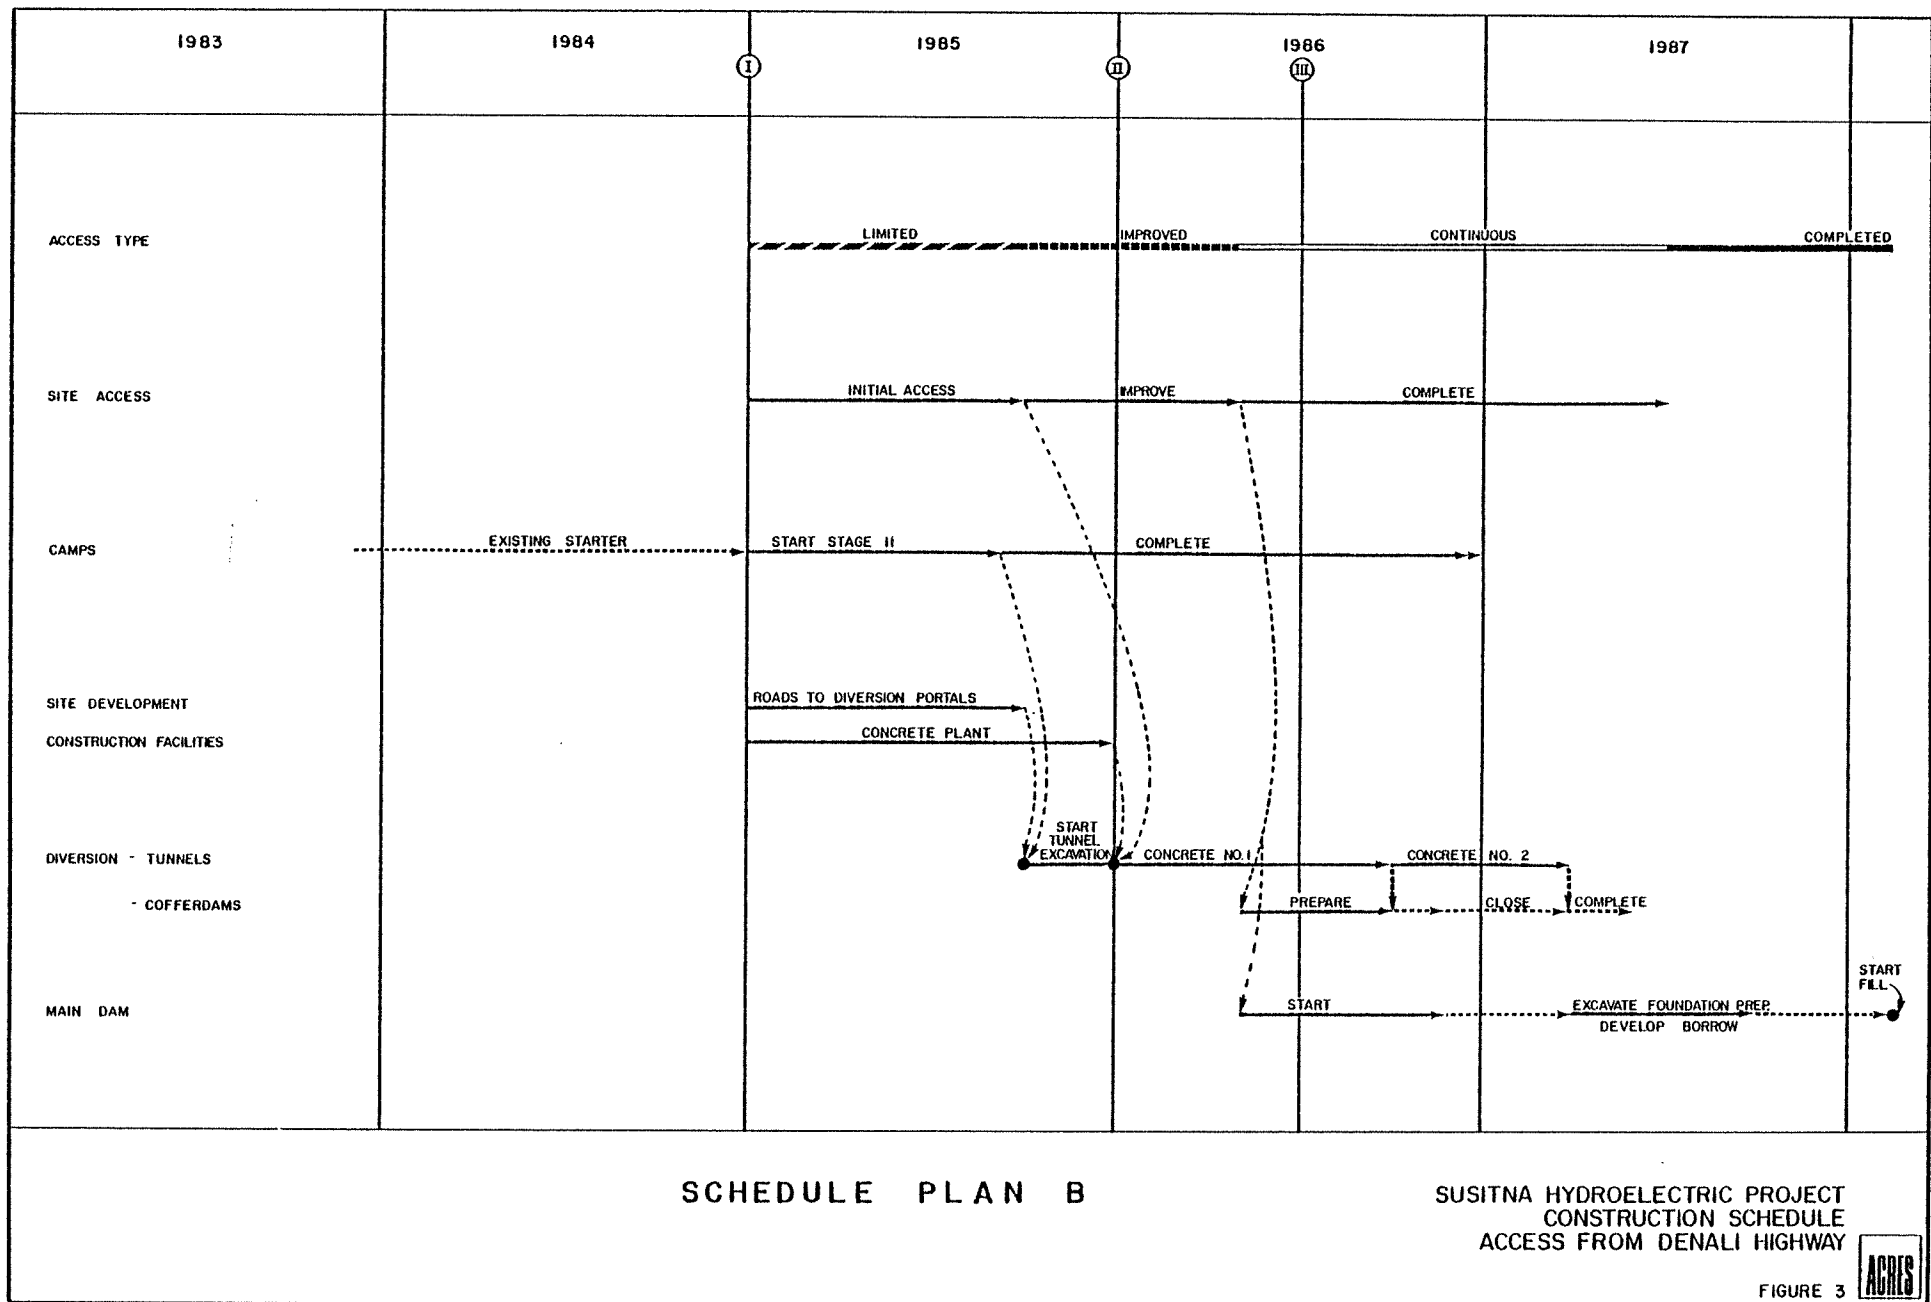 1983 1984 1985 1986 1987
I II III
ACCESS TYPE LIMITED IMPROVED CONTINUOUS COMPLETED
SITE ACCESS INITIAL ACCESS IMPROVE COMPLETE
CAMPS EXISTING STARTER START STAGE II COMPLETE
SITE DEVELOPMENT ROADS TO DIVERSION PORTALS
CONSTRUCTION FACILITIES CONCRETE PLANT
START
TUNNEL
DIVERSION - TUNNELS EXCAVATION CONCRETE NO. 1 CONCRETE NO. 2
- COFFERDAMS PREPARE CLOSE COMPLETE
START
FILL
MAIN DAM START EXCAVATE FOUNDATION PREP.
DEVELOP BORROW
SCHEDULE PLAN B
SUSITNA HYDROELECTRIC PROJECT
CONSTRUCTION SCHEDULE
ACCESS FROM DENALI HIGHWAY
ACRES
FIGURE 3